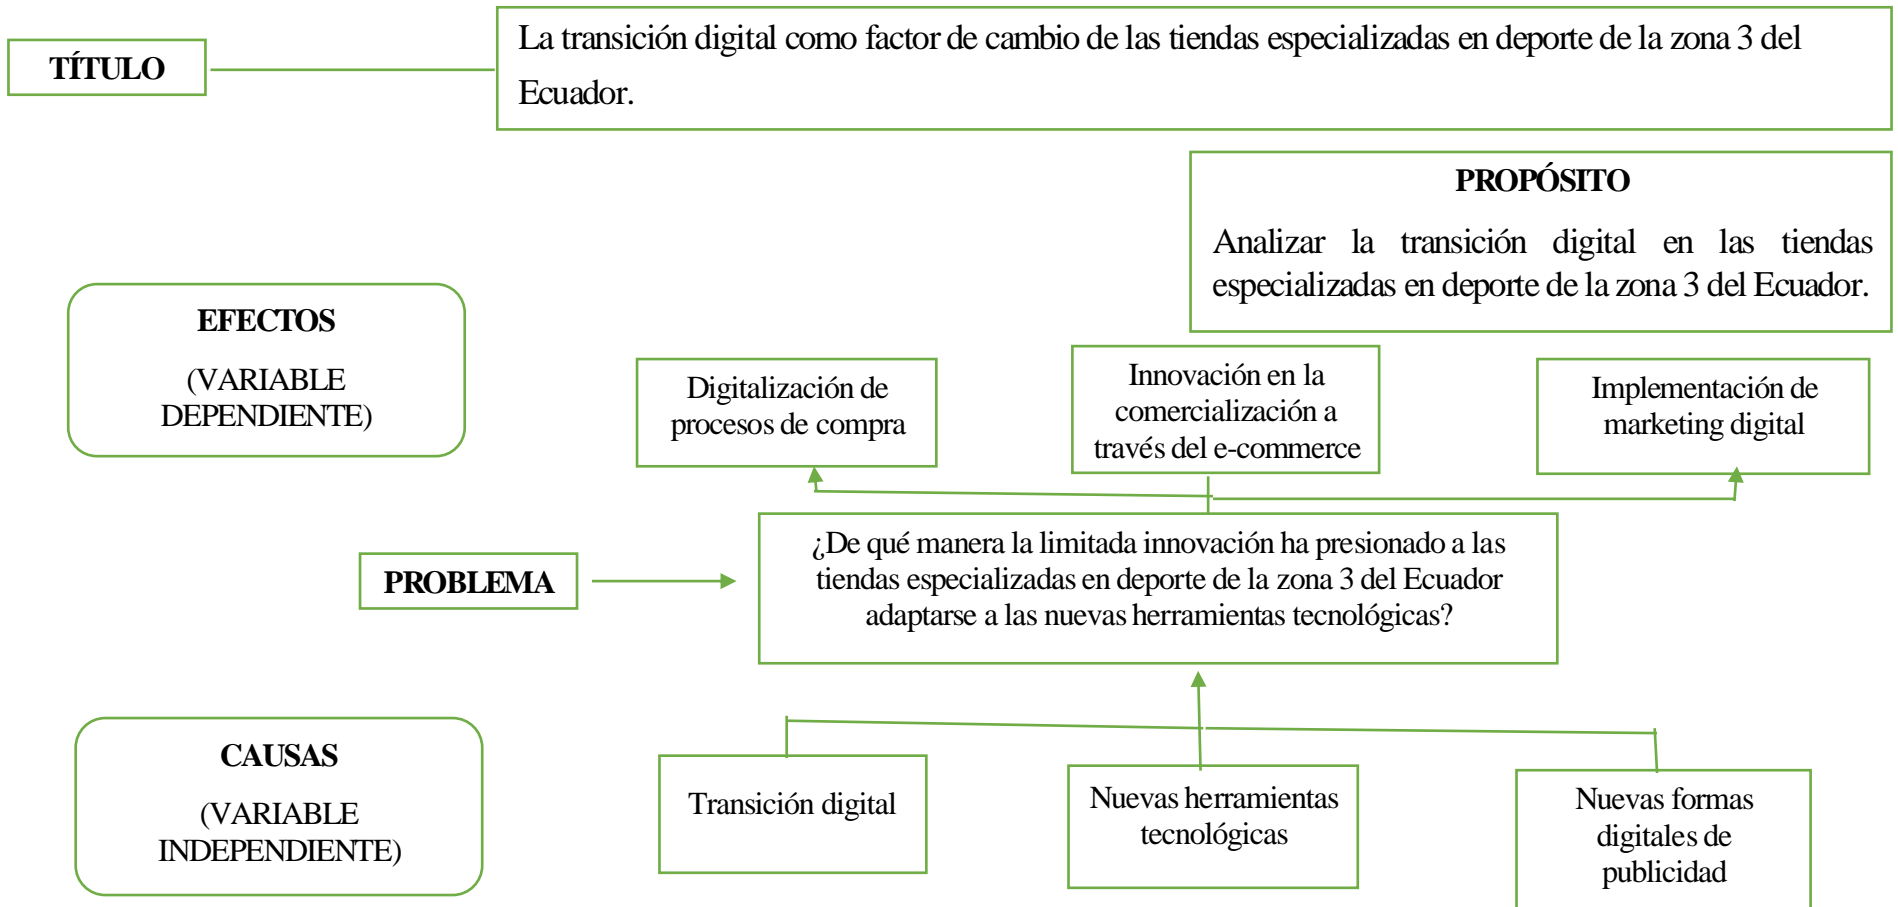 TÍTULO
La transición digital como factor de cambio de las tiendas especializadas en deporte de la zona 3 del
Ecuador.
PROPÓSITO
Analizar la transición digital en las tiendas
especializadas en deporte de la zona 3 del Ecuador.
EFECTOS
(VARIABLE
DEPENDIENTE)
Digitalización de
procesos de compra
Innovación en la
comercialización a
través del e-commerce
Implementación de
marketing digital
PROBLEMA
¿De qué manera la limitada innovación ha presionado a las
tiendas especializadas en deporte de la zona 3 del Ecuador
adaptarse a las nuevas herramientas tecnológicas?
CAUSAS
(VARIABLE
INDEPENDIENTE)
Transición digital
Nuevas herramientas
tecnológicas
Nuevas formas
digitales de
publicidad